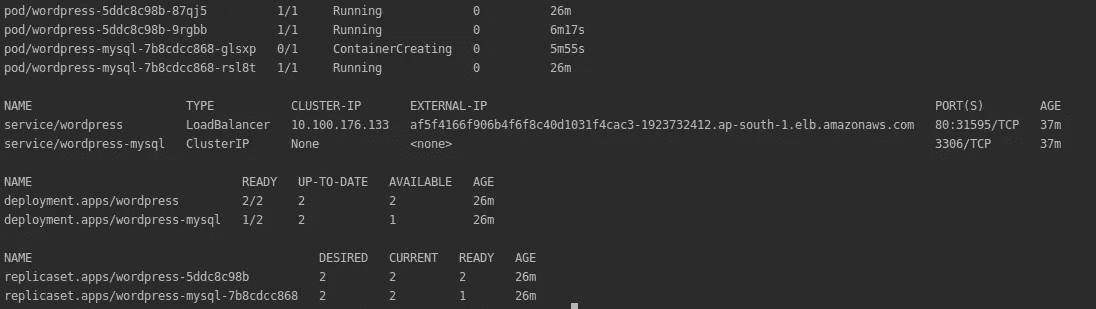 pod/wordpress-5ddc8c98b-87qj5          1/1     Running             0          26m
pod/wordpress-5ddc8c98b-9rgbb          1/1     Running             0          6m17s
pod/wordpress-mysql-7b8cdcc868-glsxp   0/1     ContainerCreating   0          5m55s
pod/wordpress-mysql-7b8cdcc868-rsl8t   1/1     Running             0          26m
NAME                      TYPE           CLUSTER-IP       EXTERNAL-IP                                                                PORT(S)        AGE
service/wordpress         LoadBalancer   10.100.176.133   af5f4166f906b4f6f8c40d1031f4cac3-1923732412.ap-south-1.elb.amazonaws.com   80:31595/TCP   37m
service/wordpress-mysql   ClusterIP      None             <none>                                                                     3306/TCP       37m
NAME                              READY   UP-TO-DATE   AVAILABLE   AGE
deployment.apps/wordpress         2/2     2            2           26m
deployment.apps/wordpress-mysql   1/2     2            1           26m
NAME                                         DESIRED   CURRENT   READY   AGE
replicaset.apps/wordpress-5ddc8c98b          2         2         2       26m
replicaset.apps/wordpress-mysql-7b8cdcc868   2         2         1       26m